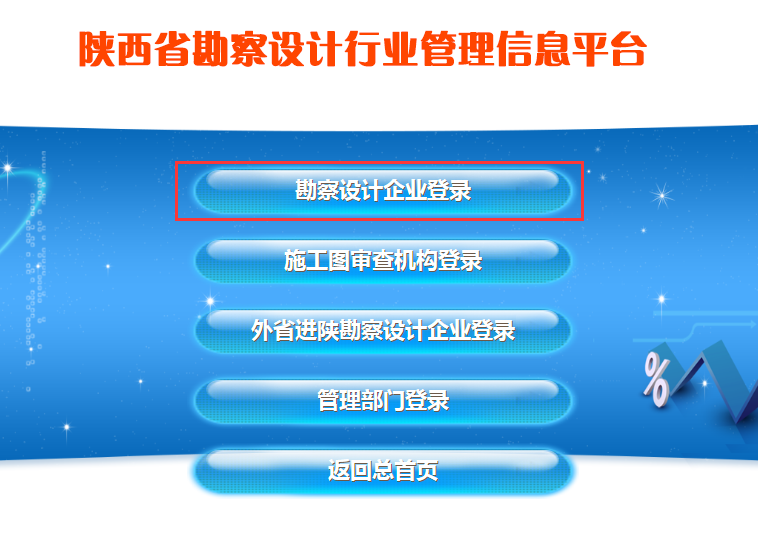 陕西省勘察设计行业管理信息平台
勘察设计企业登录
施工图审查机构登录
外省进陕勘察设计企业登录
%
管理部门登录
返回总首页